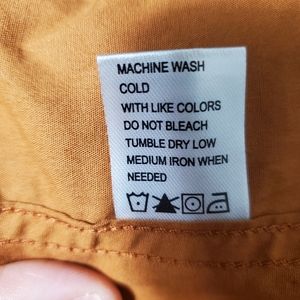 MACHINE WASH
COLD
WITH LIKE COLORS
DO NOT BLEACH
TUMBLE DRY LOW
MEDIUM IRON WHEN
NEEDED